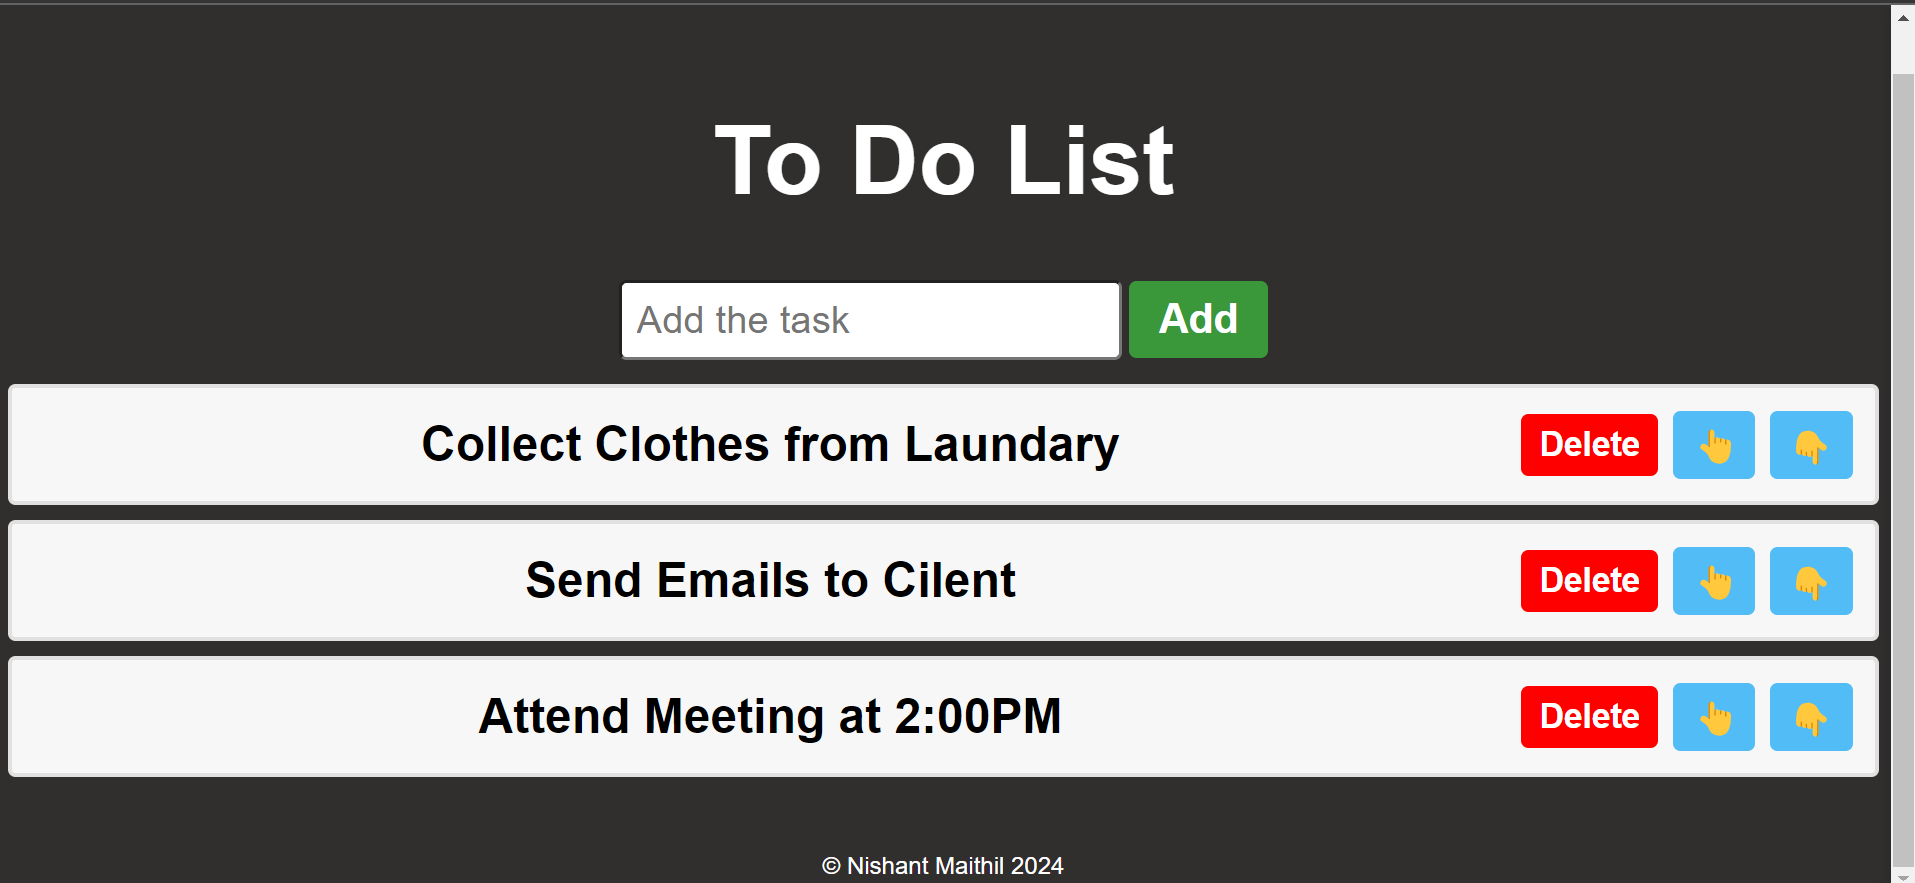 To Do List
Add the task
Add
Collect Clothes from Laundary
Delete
Send Emails to Cilent
Delete
Attend Meeting at 2:00PM
Delete
© Nishant Maithil 2024